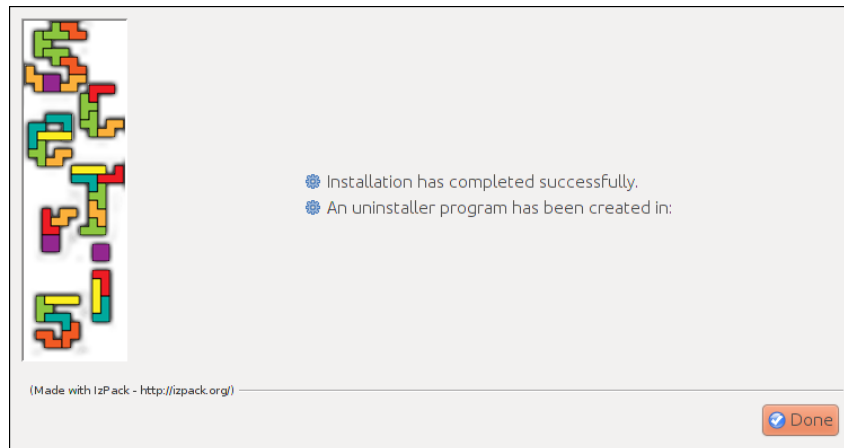 Installation has completed successfully.
An uninstaller program has been created in:
(Made with IzPack - http://izpack.org/)
Done